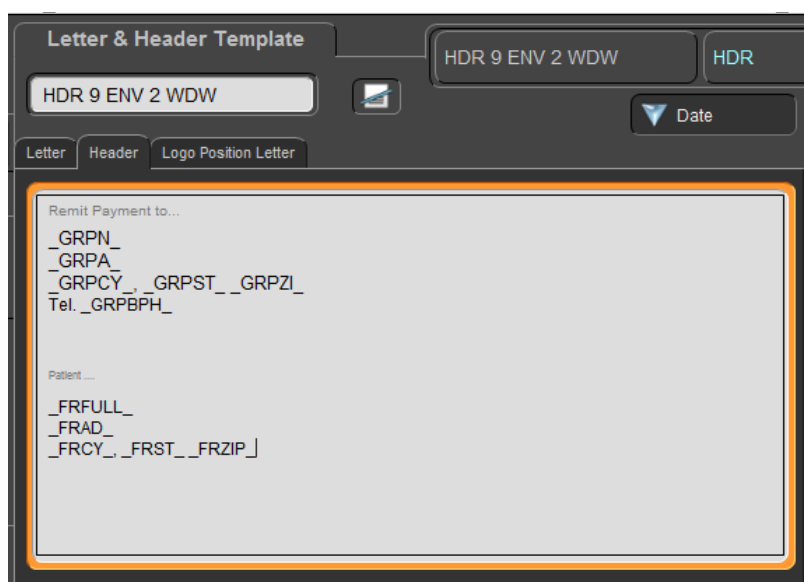 Letter & Header Template
HDR 9 ENV 2 WDW
HDR
HDR 9 ENV 2 WDW
Date
Letter
Header
Logo Position Letter
Remit Payment to...
_GRPN_
_GRPA_
_GRPCY_, _GRPST_ _GRPZI_
Tel. _GRPBPH_
Patient ....
_FRFULL_
_FRAD_
_FRCY_, _FRST_ _FRZIP_